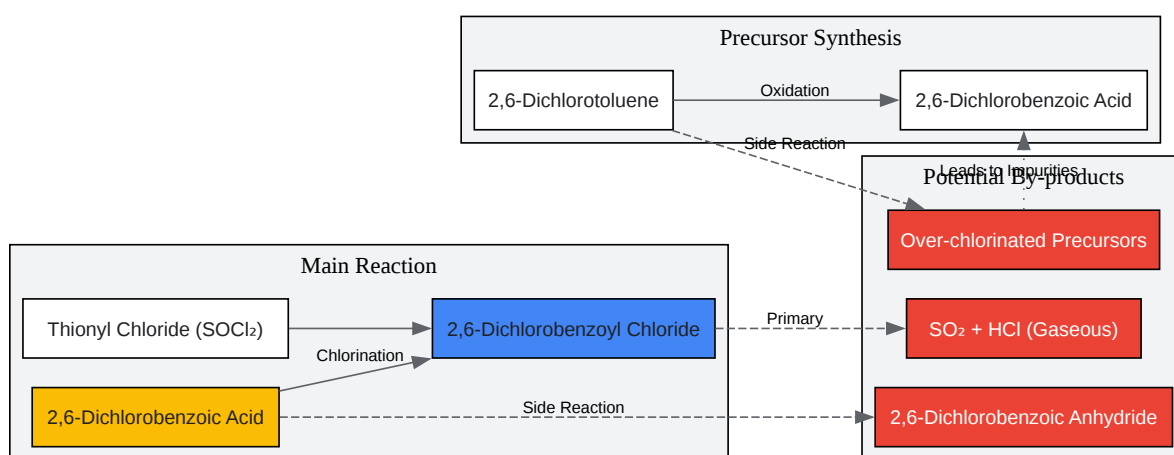 Precursor Synthesis
2,6-Dichlorotoluene
Oxidation
2,6-Dichlorobenzoic Acid
Side Reaction
Leads to Impurities
Potential By-products
Over-chlorinated Precursors
Main Reaction
Thionyl Chloride (SOCl₂)
2,6-Dichlorobenzoyl Chloride
Primary
SO₂ + HCl (Gaseous)
Chlorination
2,6-Dichlorobenzoic Acid
Side Reaction
2,6-Dichlorobenzoic Anhydride